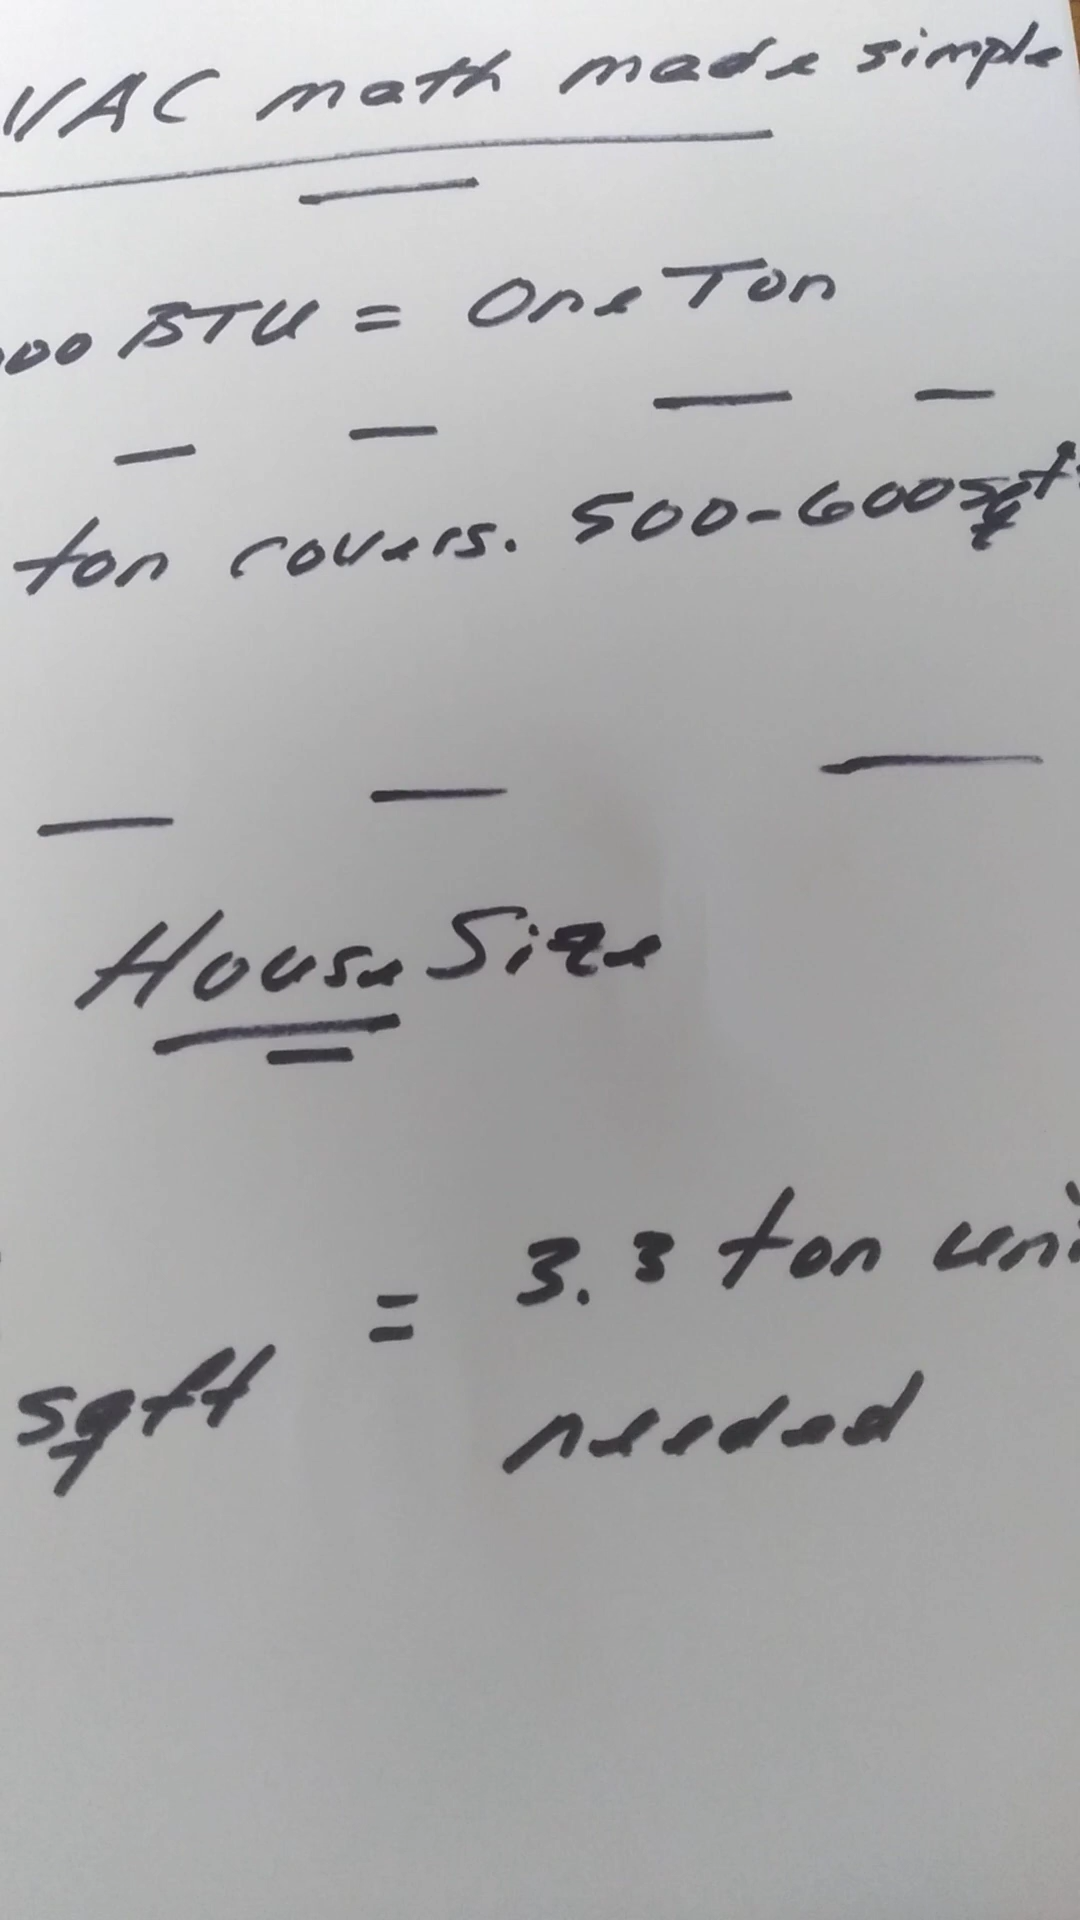 VAC math made simple
000 BTU = One Ton
ton covers. 500-600 sqft
House Size
= 3.3 ton uni
sqft
needed